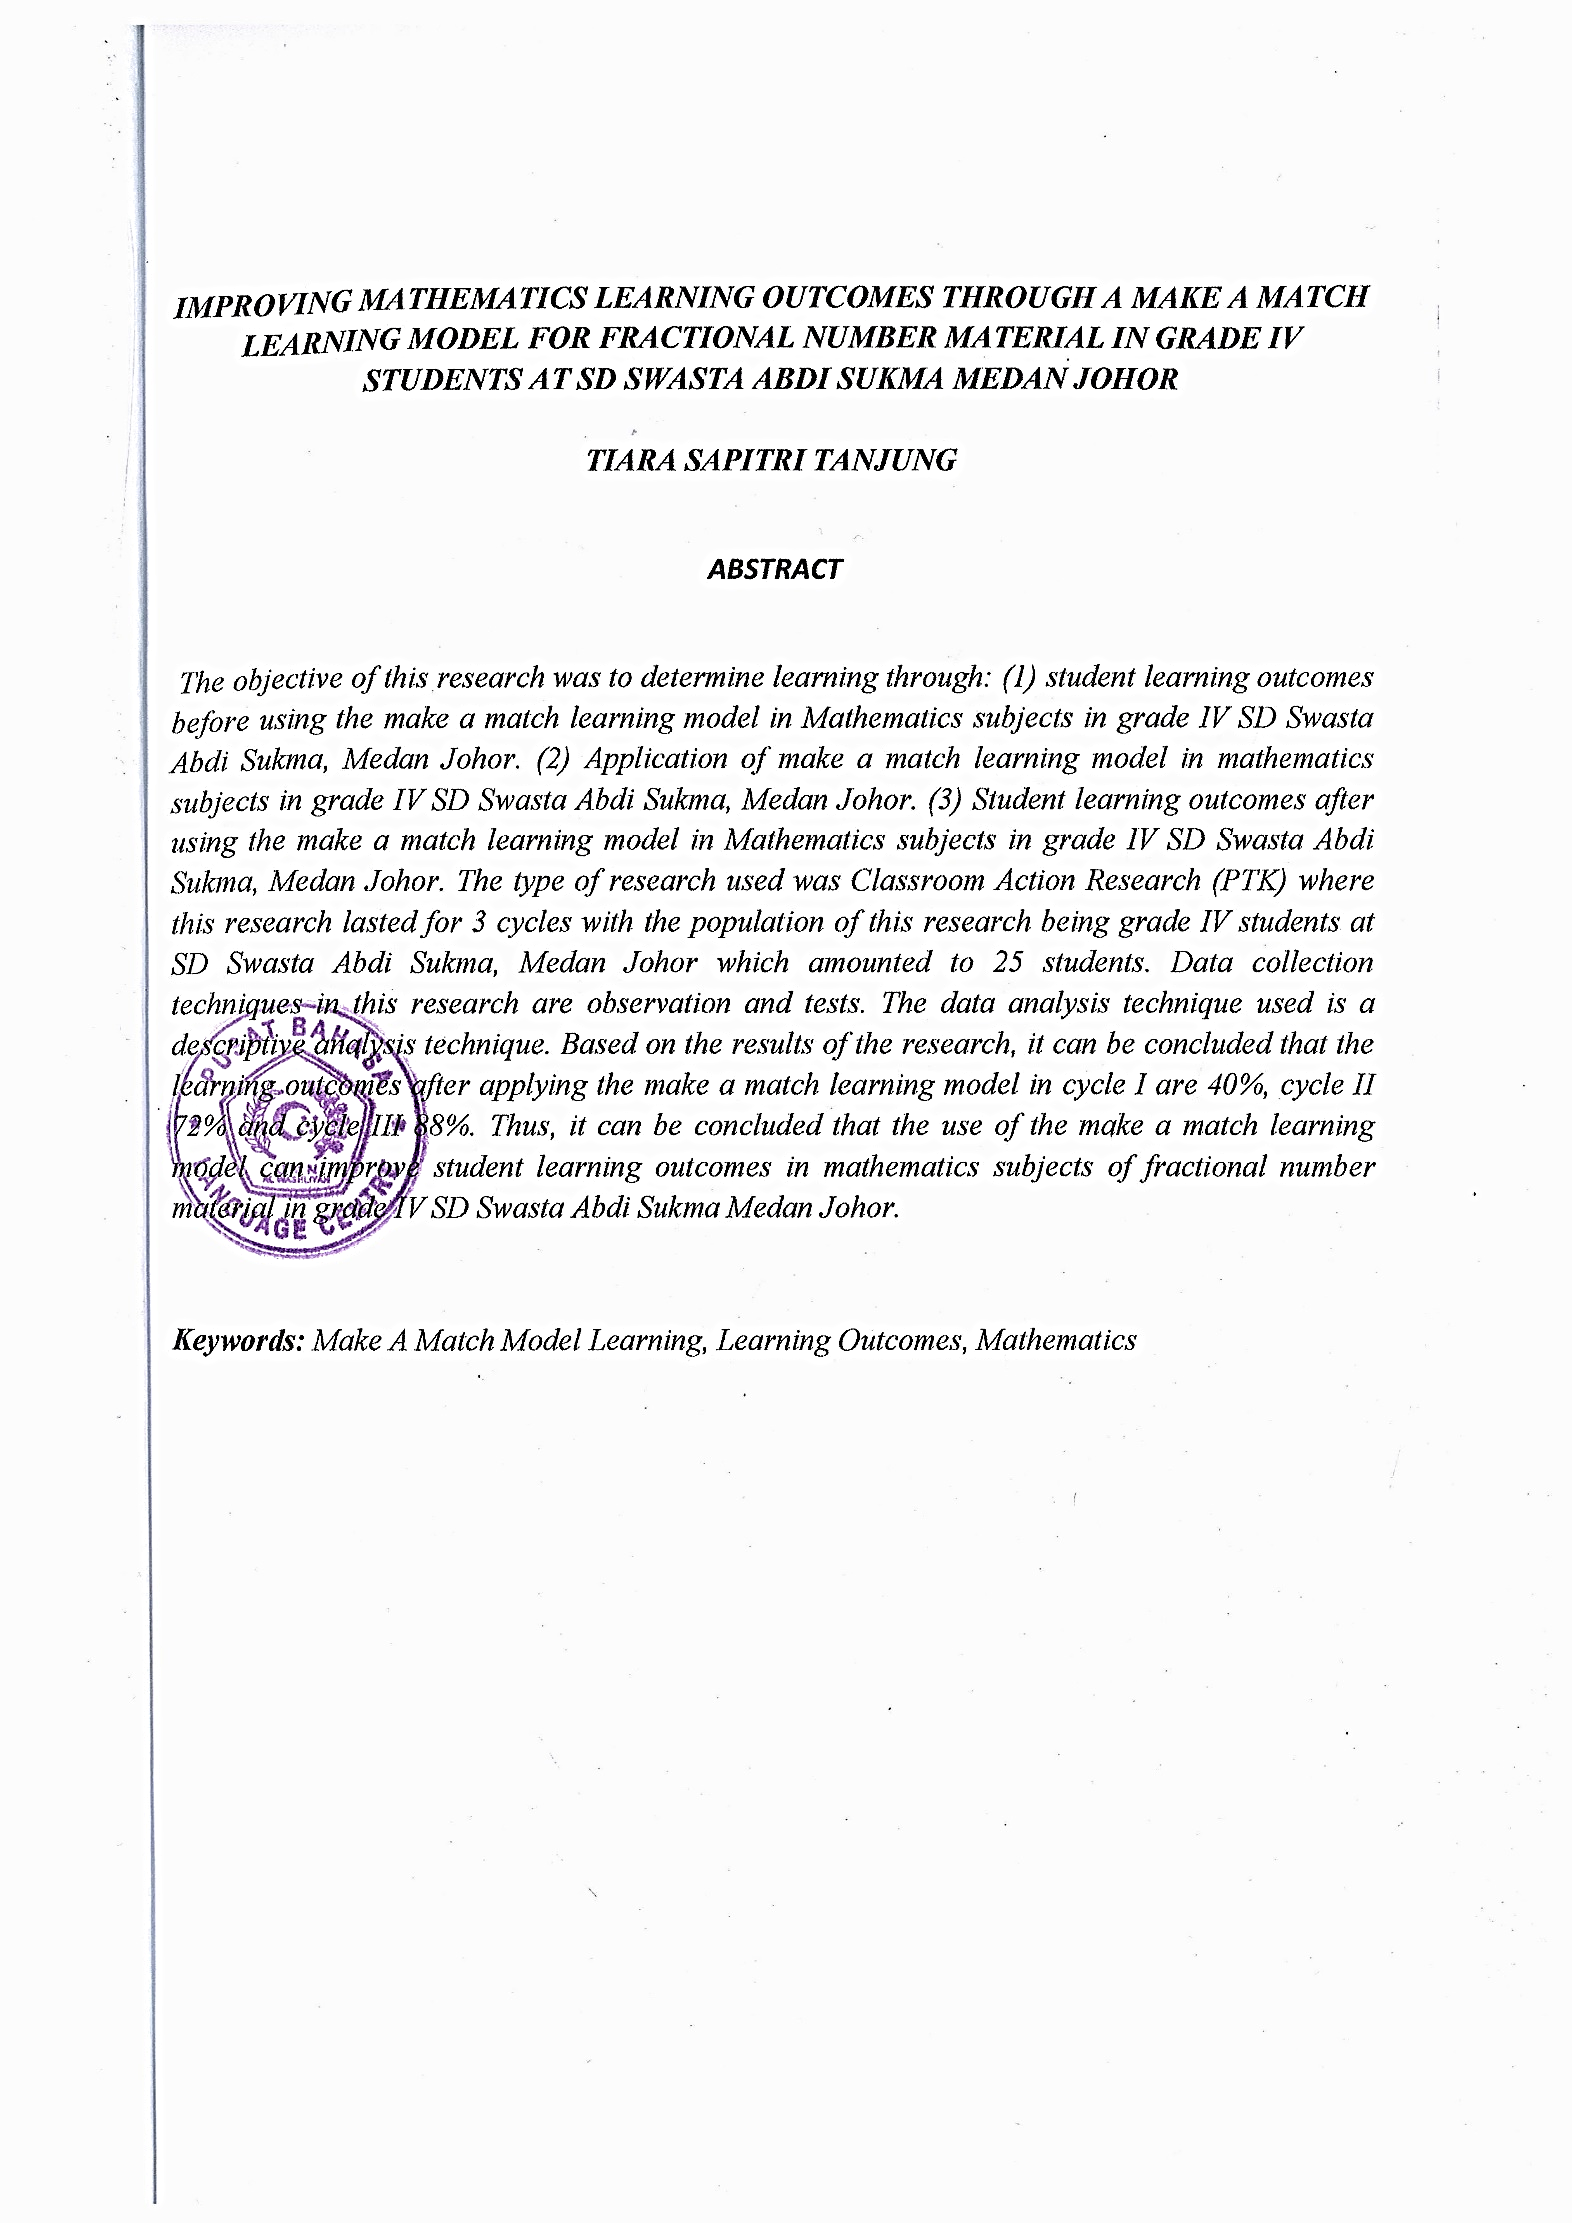 IMPROVING MATHEMATICS LEARNING OUTCOMES THROUGH A MAKE A MATCH
LEARNING MODEL FOR FRACTIONAL NUMBER MATERIAL IN GRADE IV
STUDENTS AT SD SWASTA ABDI SUKMA MEDAN JOHOR
TIARA SAPITRI TANJUNG
ABSTRACT
The objective of this research was to determine learning through: (1) student learning outcomes
before using the make a match learning model in Mathematics subjects in grade IV SD Swasta
Abdi Sukma, Medan Johor. (2) Application of make a match learning model in mathematics
subjects in grade IV SD Swasta Abdi Sukma, Medan Johor. (3) Student learning outcomes after
using the make a match learning model in Mathematics subjects in grade IV SD Swasta Abdi
Sukma, Medan Johor. The type of research used was Classroom Action Research (PTK) where
this research lasted for 3 cycles with the population of this research being grade IV students at
SD Swasta Abdi Sukma, Medan Johor which amounted to 25 students. Data collection
techniques in this research are observation and tests. The data analysis technique used is a
descriptive analysis technique. Based on the results of the research, it can be concluded that the
learning outcomes after applying the make a match learning model in cycle I are 40%, cycle II
72% and cycle III 88%. Thus, it can be concluded that the use of the make a match learning
model can improve student learning outcomes in mathematics subjects of fractional number
material in grade IV SD Swasta Abdi Sukma Medan Johor.
PUSAT BAHASA
LANGUAGE CENTRE
Keywords: Make A Match Model Learning, Learning Outcomes, Mathematics